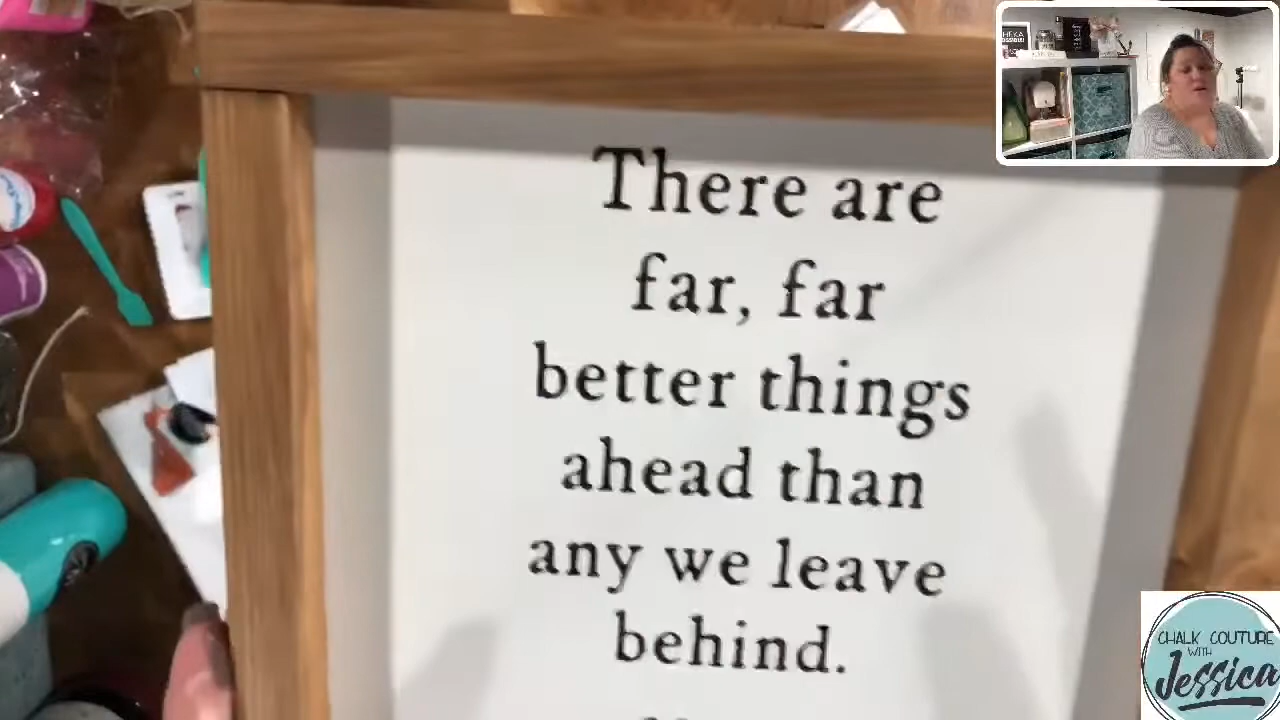 There are
far, far
better things
ahead than
any we leave
behind.
CHALK COUTURE
WITH
Jessica